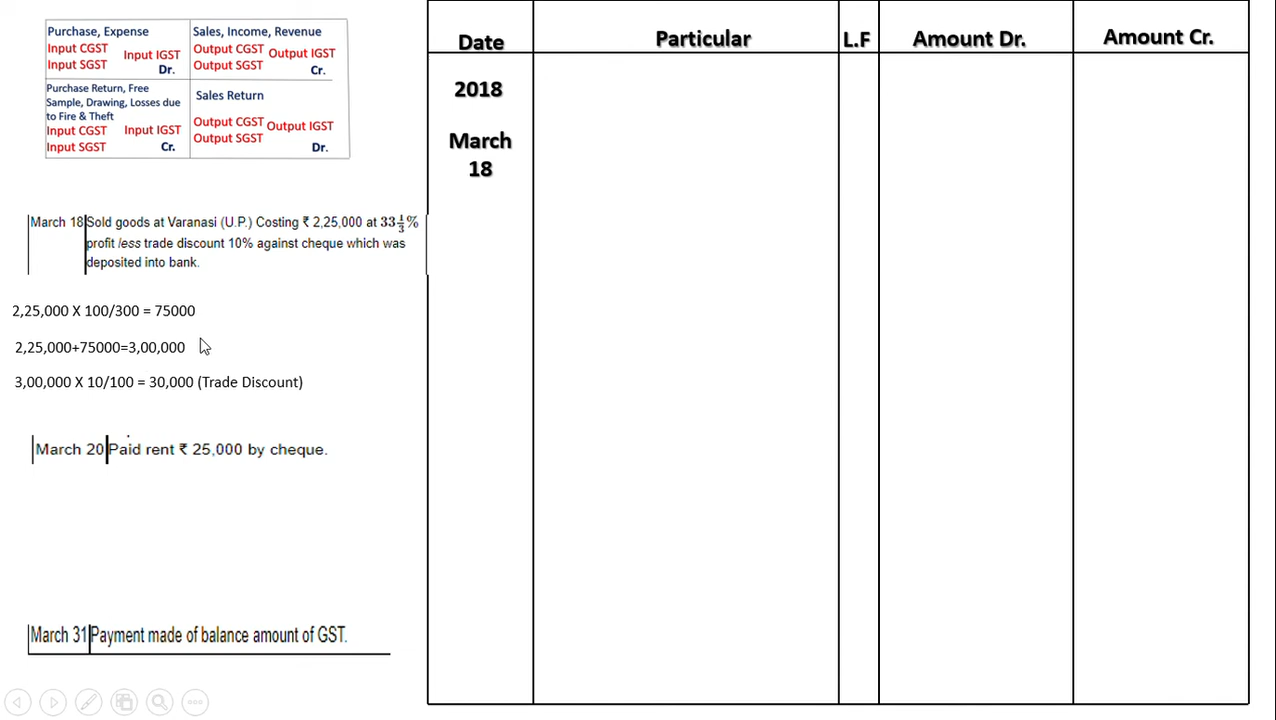 Purchase, Expense
Input CGST
Input IGST
Input SGST
Dr.
Sales, Income, Revenue
Output CGST
Output IGST
Output SGST
Cr.
Purchase Return, Free
Sample, Drawing, Losses due
to Fire & Theft
Input CGST
Input IGST
Input SGST
Cr.
Sales Return
Output CGST
Output IGST
Output SGST
Dr.
March 18 Sold goods at Varanasi (U.P.) Costing ₹ 2,25,000 at 33 1/3%
profit less trade discount 10% against cheque which was
deposited into bank.
2,25,000 X 100/300 = 75000
2,25,000+75000=3,00,000
3,00,000 X 10/100 = 30,000 (Trade Discount)
March 20 Paid rent ₹ 25,000 by cheque.
March 31 Payment made of balance amount of GST.
Date Particular L.F Amount Dr. Amount Cr.
2018
March
18